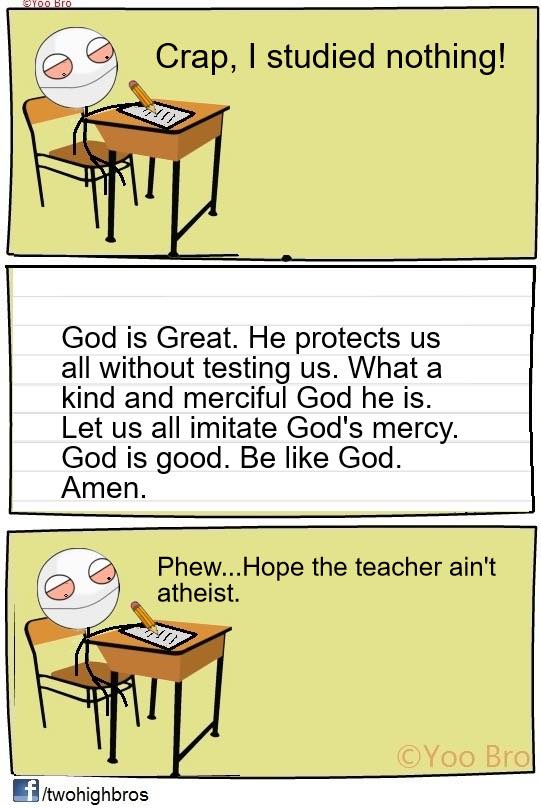 ©Yoo Bro
Crap, I studied nothing!
God is Great. He protects us
all without testing us. What a
kind and merciful God he is.
Let us all imitate God's mercy.
God is good. Be like God.
Amen.
Phew...Hope the teacher ain't
atheist.
©Yoo Bro
f /twohighbros